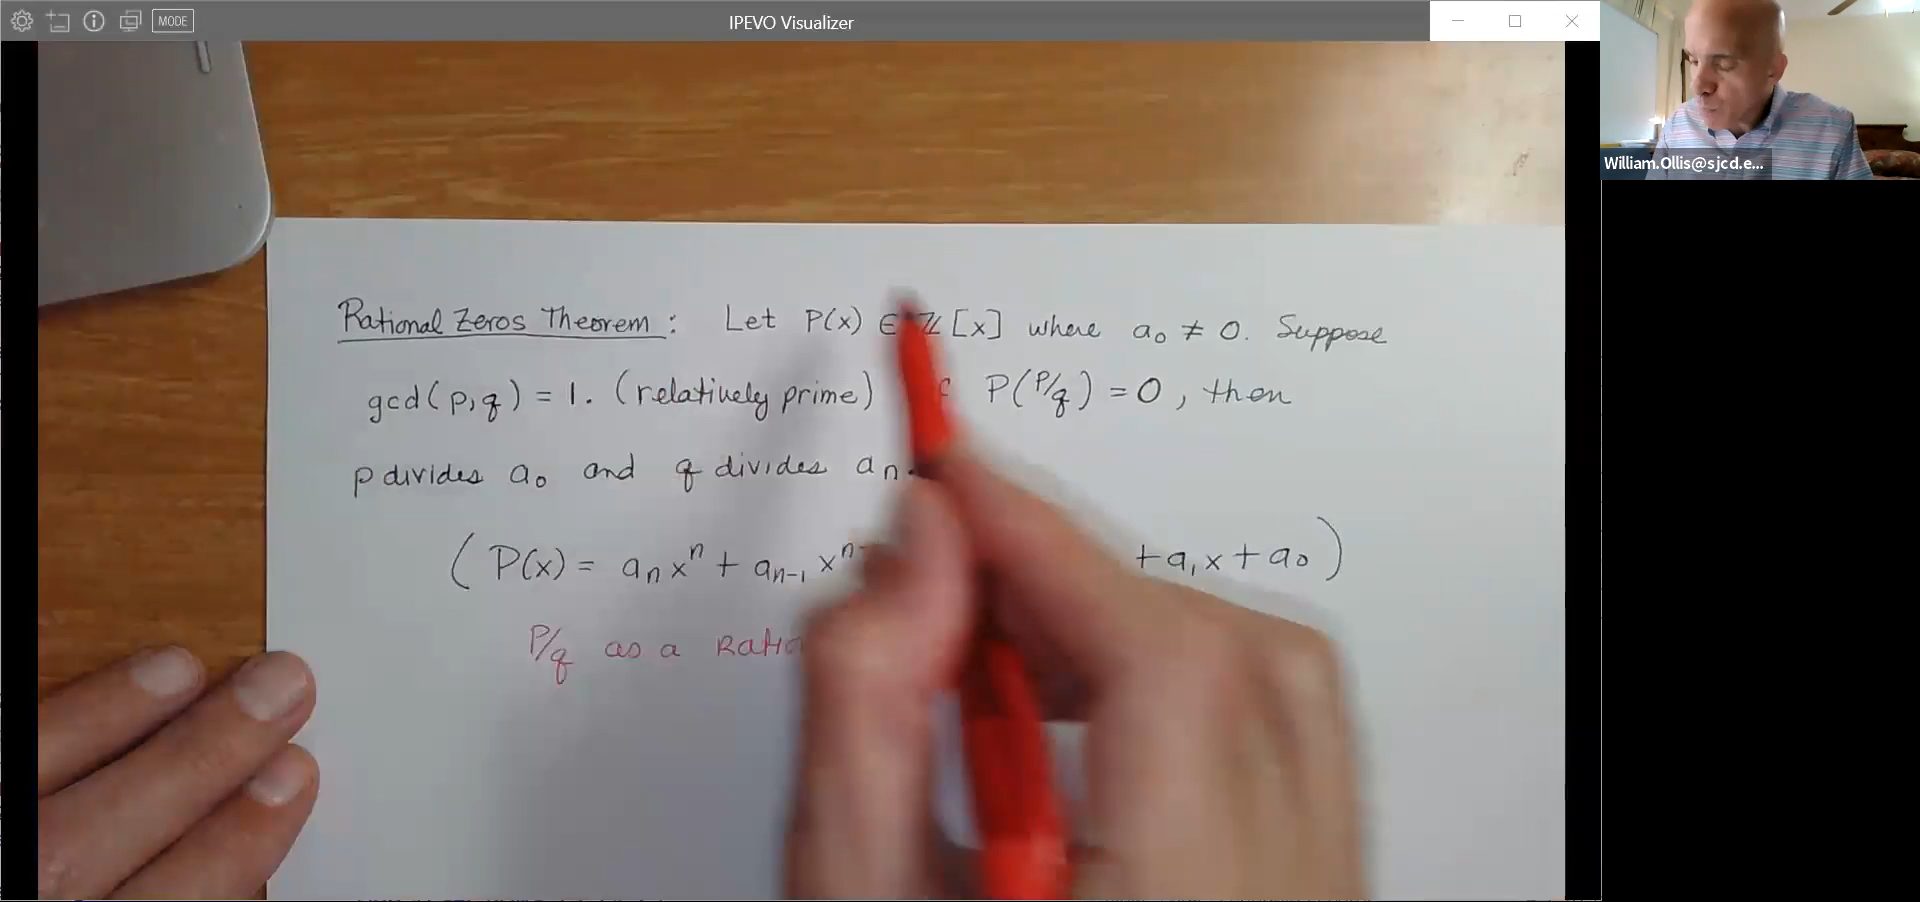 MODE
IPEVO Visualizer
William.Ollis@sjcd.e...
Rational Zeros Theorem: Let P(x) ∈ ℤ[x] where a₀ ≠ 0. Suppose
gcd(p,q) = 1. (relatively prime) P(p/q) = 0, then
p divides a₀ and q divides aₙ.
(P(x) = aₙxⁿ + aₙ₋₁xⁿ⁻ + a₁x + a₀)
P/q as a